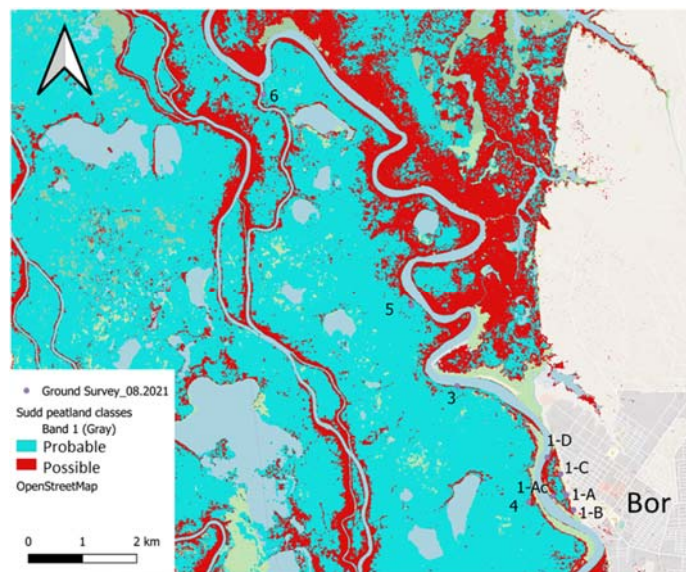 6
5
3
1-D
1-C
1-Ac
1-A
4
1-B
Bor
Ground Survey_08.2021
Sudd peatland classes
Band 1 (Gray)
Probable
Possible
OpenStreetMap
0 1 2 km